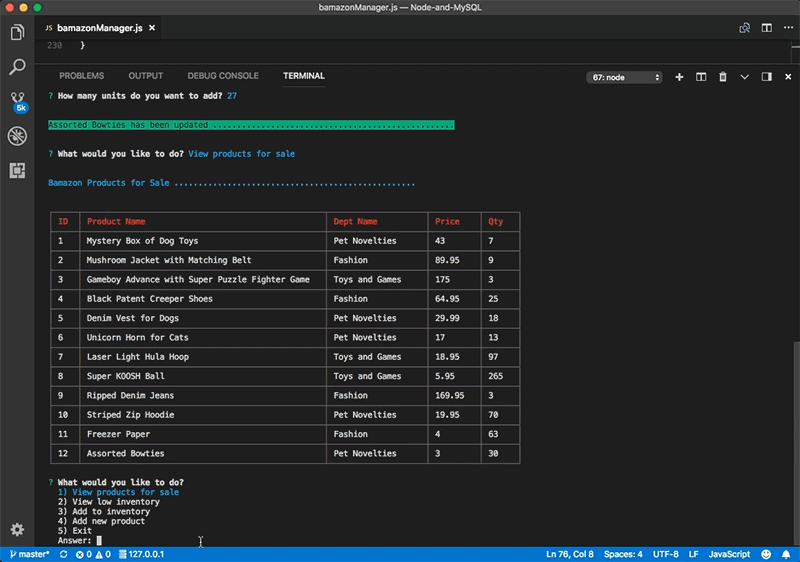 bamazonManager.js — Node-and-MySQL
JS bamazonManager.js ×
230 }
PROBLEMS OUTPUT DEBUG CONSOLE TERMINAL 67: node
? How many units do you want to add? 27
Assorted Bowties has been updated ..................................................
? What would you like to do? View products for sale
Bamazon Products for Sale ..................................................
ID Product Name Dept Name Price Qty
1 Mystery Box of Dog Toys Pet Novelties 43 7
2 Mushroom Jacket with Matching Belt Fashion 89.95 9
3 Gameboy Advance with Super Puzzle Fighter Game Toys and Games 175 3
4 Black Patent Creeper Shoes Fashion 64.95 25
5 Denim Vest for Dogs Pet Novelties 29.99 18
6 Unicorn Horn for Cats Pet Novelties 17 13
7 Laser Light Hula Hoop Toys and Games 18.95 97
8 Super KOOSH Ball Toys and Games 5.95 265
9 Ripped Denim Jeans Fashion 169.95 3
10 Striped Zip Hoodie Pet Novelties 19.95 70
11 Freezer Paper Fashion 4 63
12 Assorted Bowties Pet Novelties 3 30
? What would you like to do?
1) View products for sale
2) View low inventory
3) Add to inventory
4) Add new product
5) Exit
Answer:
5k
master* 0 0 127.0.0.1 Ln 76, Col 8 Spaces: 4 UTF-8 LF JavaScript